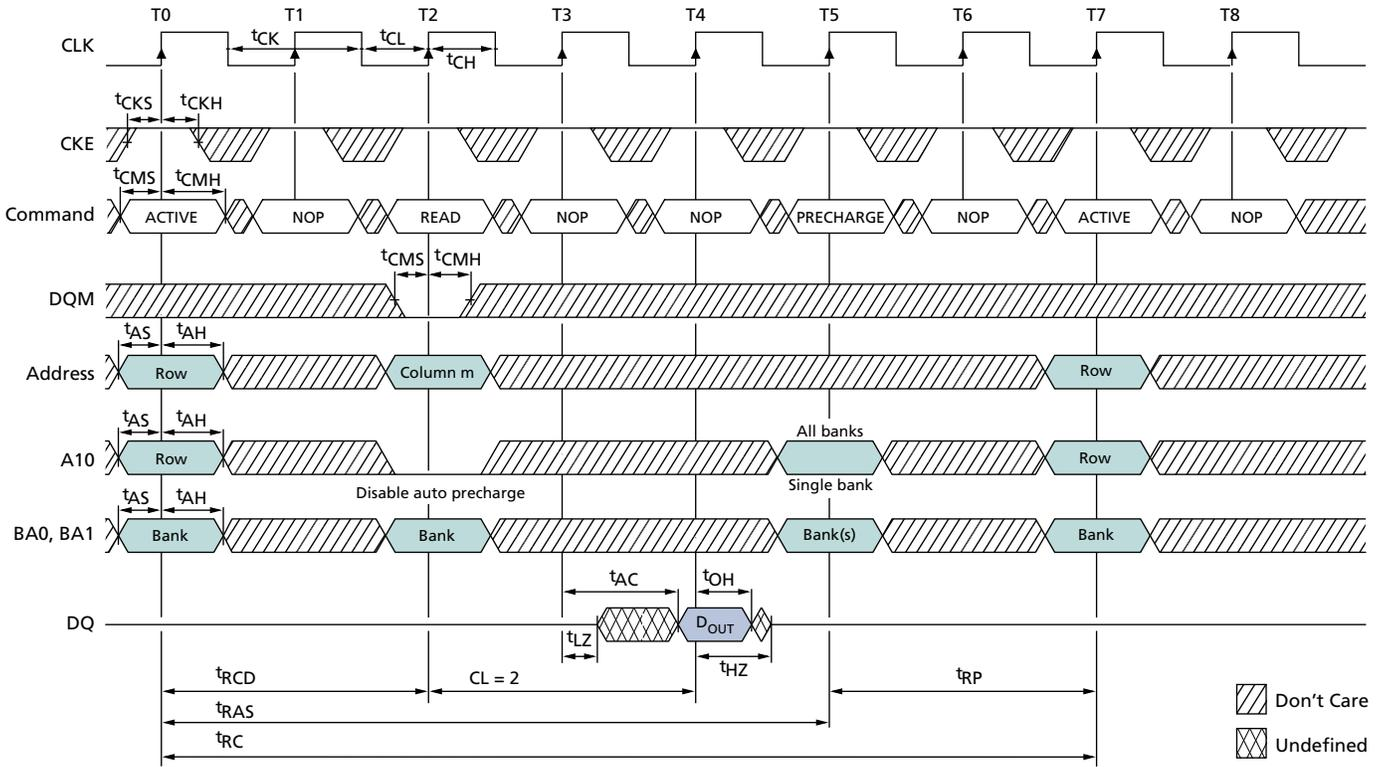 T0 T1 T2 T3 T4 T5 T6 T7 T8
CLK
tCK tCL
tCH
tCKS tCKH
CKE
tCMS tCMH
Command ACTIVE NOP READ NOP NOP PRECHARGE NOP ACTIVE NOP
tCMS tCMH
DQM
tAS tAH
Address Row Column m Row
tAS tAH
All banks
A10 Row Row
Single bank
Disable auto precharge
tAS tAH
BA0, BA1 Bank Bank Bank(s) Bank
tAC tOH
DQ DOUT
tLZ
tHZ
tRCD CL = 2 tRP
tRAS
tRC
Don't Care
Undefined